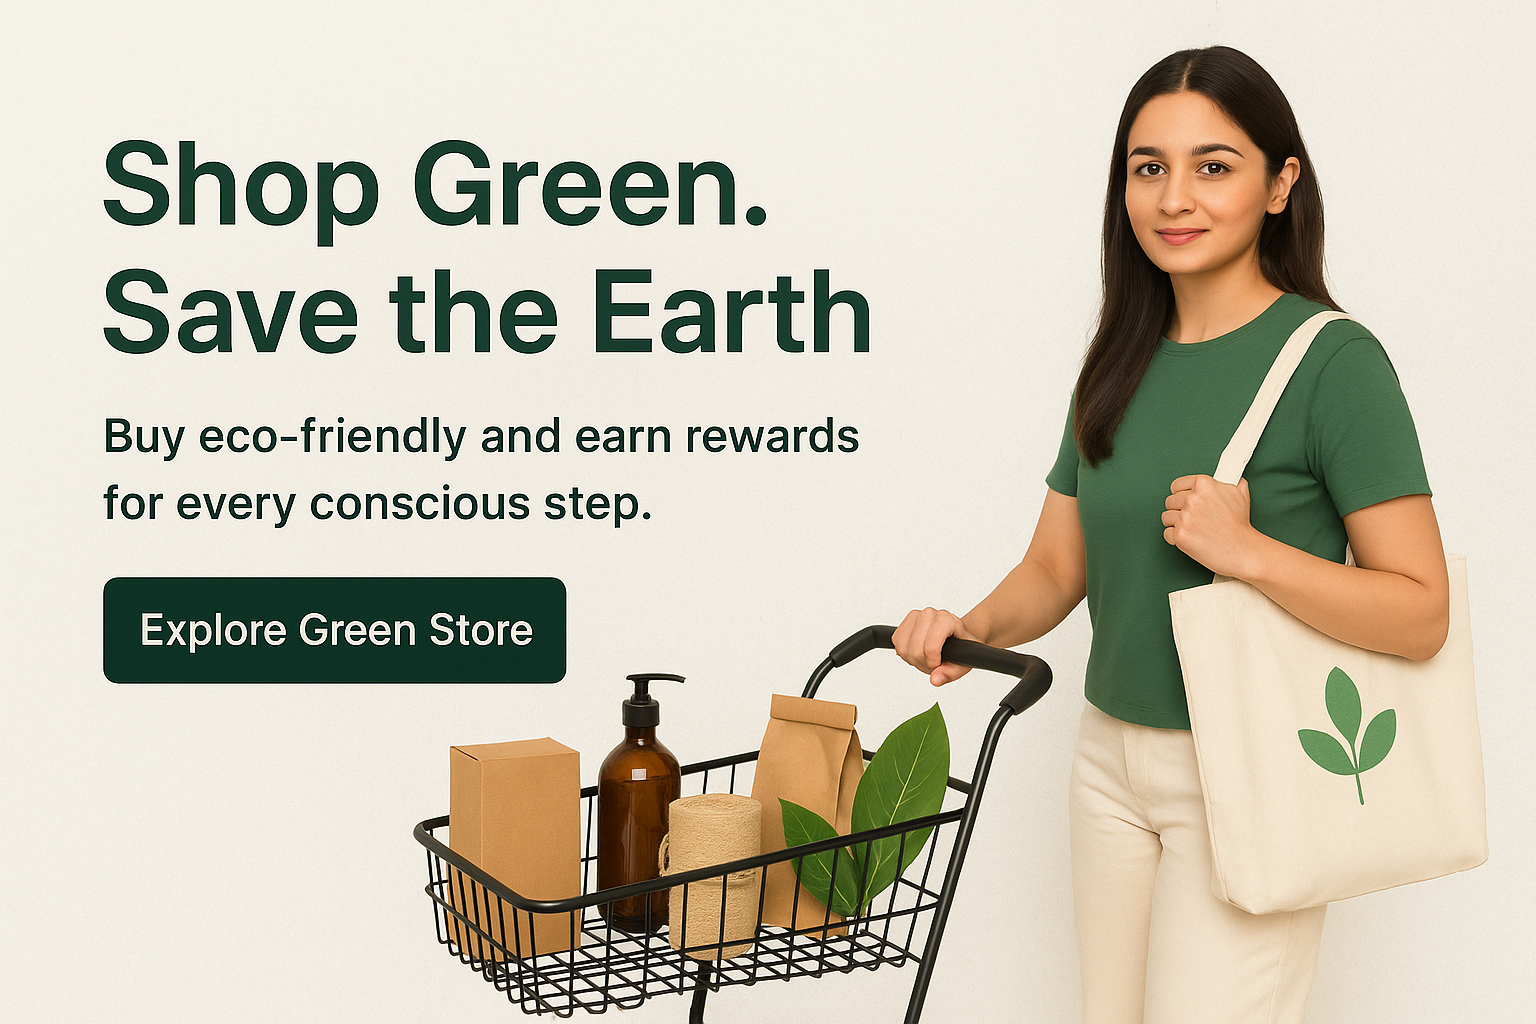 Shop Green.
Save the Earth
Buy eco-friendly and earn rewards
for every conscious step.
Explore Green Store